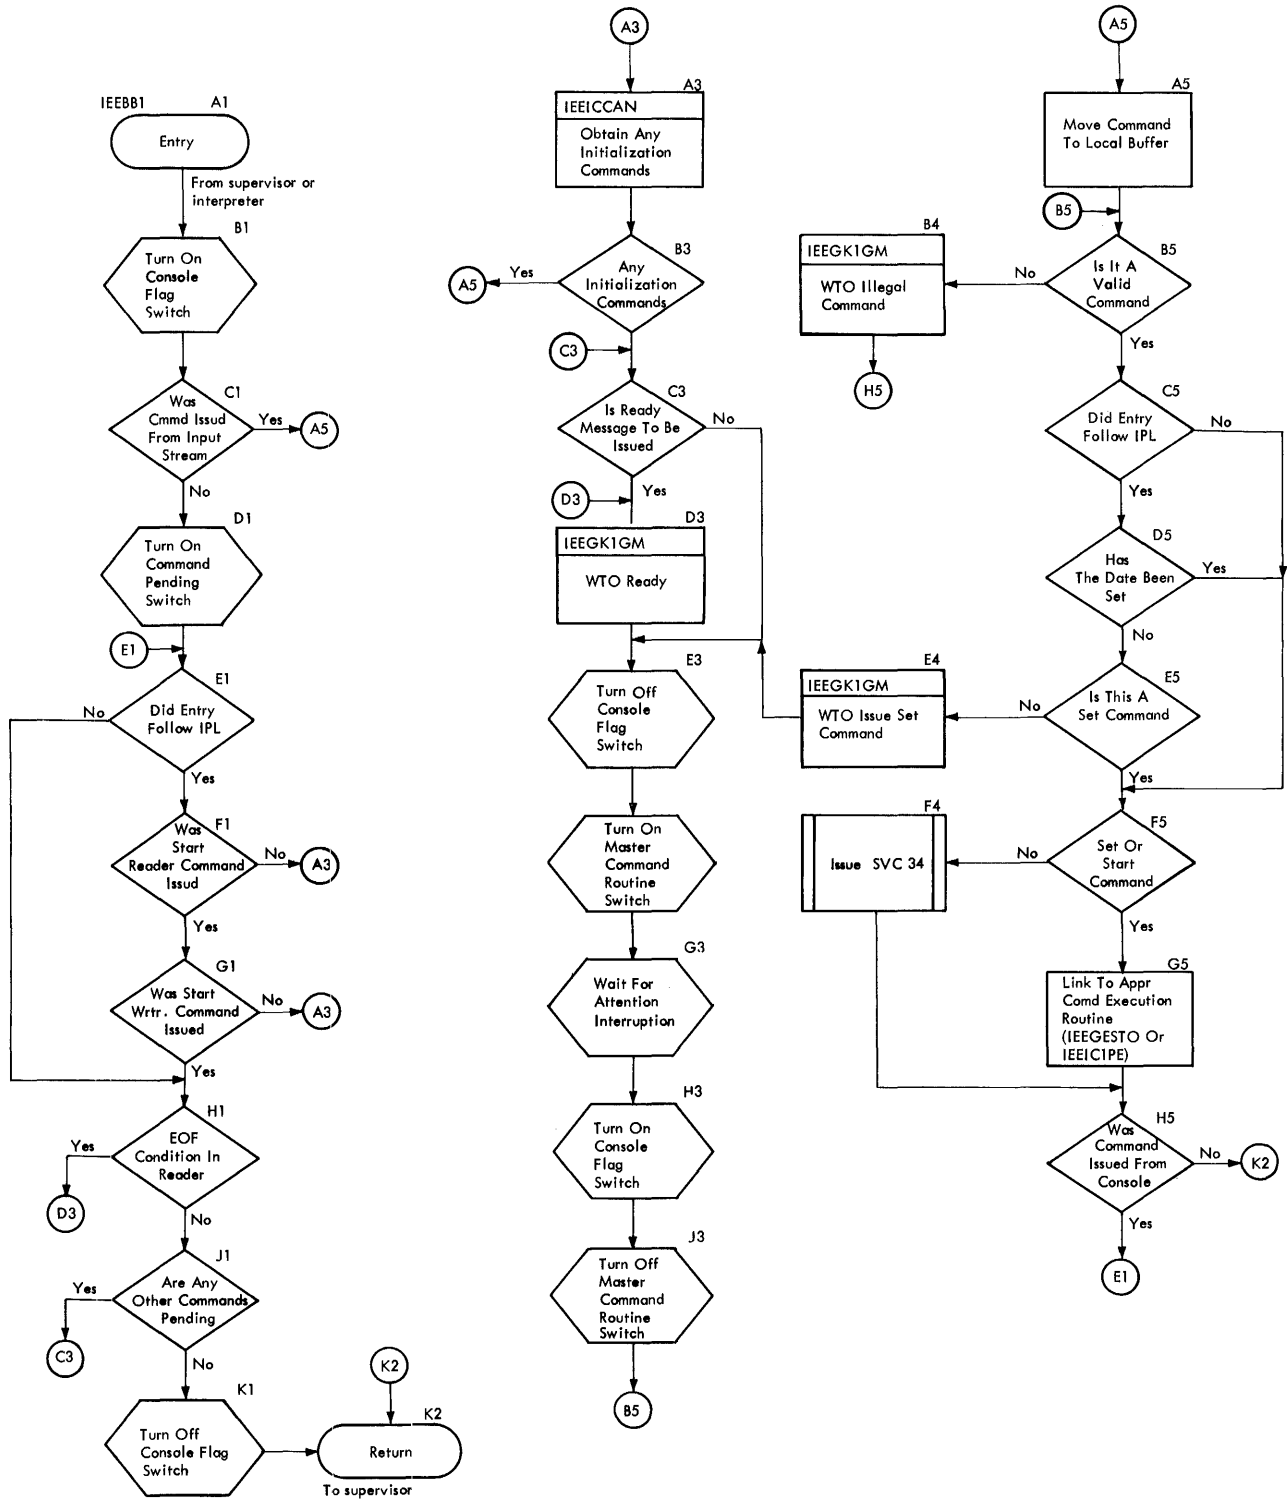 IEEBB1
A1
Entry
From supervisor or
interpreter
B1
Turn On
Console
Flag
Switch
C1
Was
Cmmd Issud
From Input
Stream
Yes
A5
No
D1
Turn On
Command
Pending
Switch
E1
E1
Did Entry
Follow IPL
No
Yes
F1
Was
Start
Reader Command
Issud
No
A3
Yes
G1
Was Start
Wrtr. Command
Issued
No
A3
Yes
H1
EOF
Condition In
Reader
Yes
D3
No
J1
Are Any
Other Commands
Pending
Yes
C3
No
K1
Turn Off
Console Flag
Switch
K2
K2
Return
To supervisor
A3
A3
IEEICCAN
Obtain Any
Initialization
Commands
B3
Any
Initialization
Commands
Yes
A5
C3
C3
Is Ready
Message To Be
Issued
No
Yes
D3
D3
IEEGK1GM
WTO Ready
E3
Turn Off
Console
Flag
Switch
Turn On
Master
Command
Routine
Switch
G3
Wait For
Attention
Interruption
H3
Turn On
Console
Flag
Switch
J3
Turn Off
Master
Command
Routine
Switch
B5
A5
A5
Move Command
To Local Buffer
B5
B5
Is It A
Valid
Command
No
B4
IEEGK1GM
WTO Illegal
Command
H5
Yes
C5
Did Entry
Follow IPL
No
Yes
D5
Has
The Date Been
Set
Yes
No
E5
Is This A
Set Command
No
E4
IEEGK1GM
WTO Issue Set
Command
Yes
F5
Set Or
Start
Command
No
F4
Issue SVC 34
Yes
G5
Link To Appr
Comd Execution
Routine
(IEEGESTO Or
IEEIC1PE)
H5
Was
Command
Issued From
Console
No
K2
Yes
E1